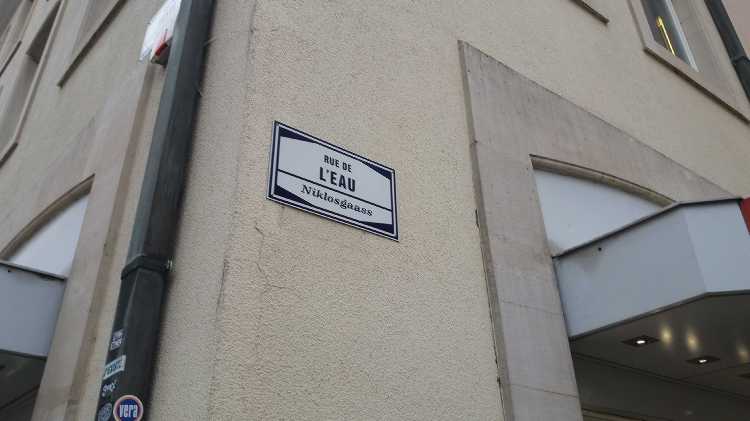 RUE DE
L'EAU
Niklosgaass
vera